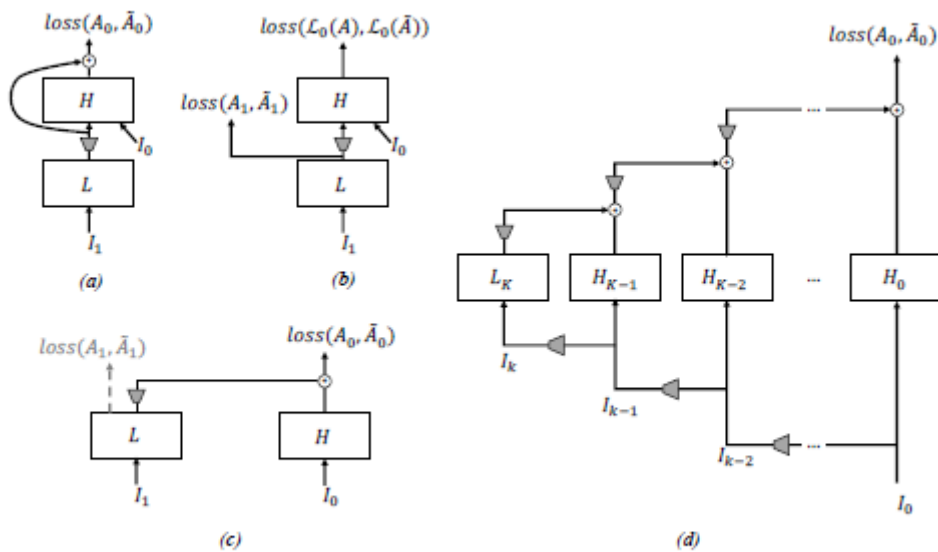 loss(A₀, Ã₀)
+
H
I₀
L
I₁
(a)
loss(ℒ₀(A), ℒ₀(Ã))
H
loss(A₁, Ã₁)
I₀
L
I₁
(b)
loss(A₁, Ã₁)
loss(A₀, Ã₀)
+
L
H
I₁
I₀
(c)
loss(A₀, Ã₀)
...
+
+
+
L_K
H_{K−1}
H_{K−2}
...
H₀
I_k
I_{k−1}
I_{k−2}
...
I₀
(d)